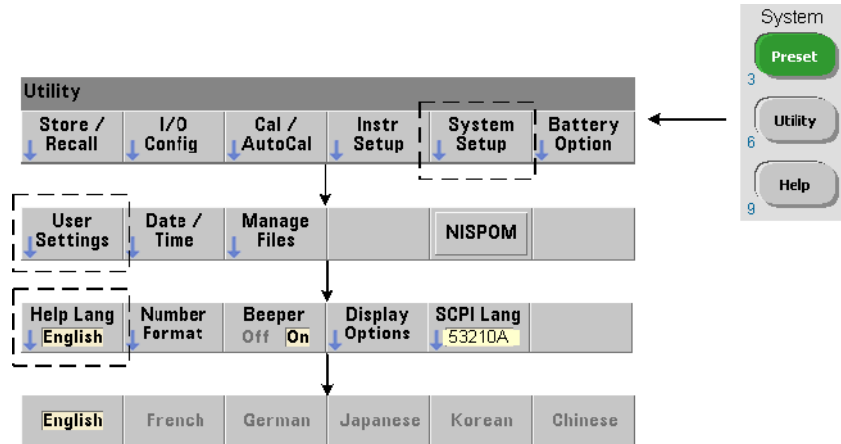 System
Preset
3
Utility
6
Help
9
Utility
Store / Recall
I/O Config
Cal / AutoCal
Instr Setup
System Setup
Battery Option
User Settings
Date / Time
Manage Files
NISPOM
Help Lang English
Number Format
Beeper Off On
Display Options
SCPI Lang 53210A
English
French
German
Japanese
Korean
Chinese